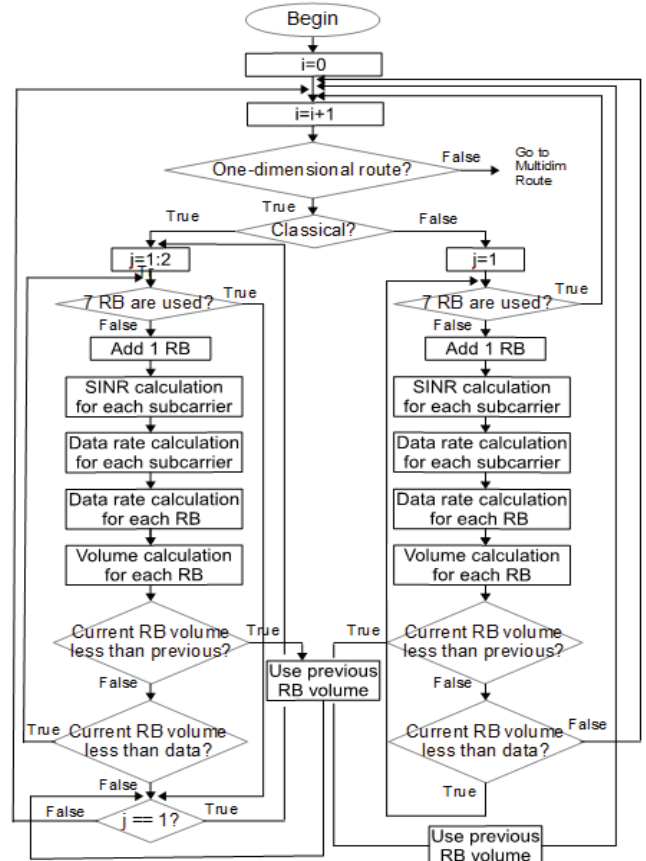 Begin
i=0
i=i+1
One-dimensional route?
False
Go to
Multidim
Route
True
True
Classical?
False
j=1:2
j=1
7 RB are used?
True
False
Add 1 RB
SINR calculation
for each subcarrier
Data rate calculation
for each subcarrier
Data rate calculation
for each RB
Volume calculation
for each RB
Current RB volume
less than previous?
True
False
True
Current RB volume
less than data?
False
False
j == 1?
True
Use previous
RB volume
7 RB are used?
True
False
Add 1 RB
SINR calculation
for each subcarrier
Data rate calculation
for each subcarrier
Data rate calculation
for each RB
Volume calculation
for each RB
True
Current RB volume
less than previous?
False
Current RB volume
less than data?
False
True
Use previous
RB volume